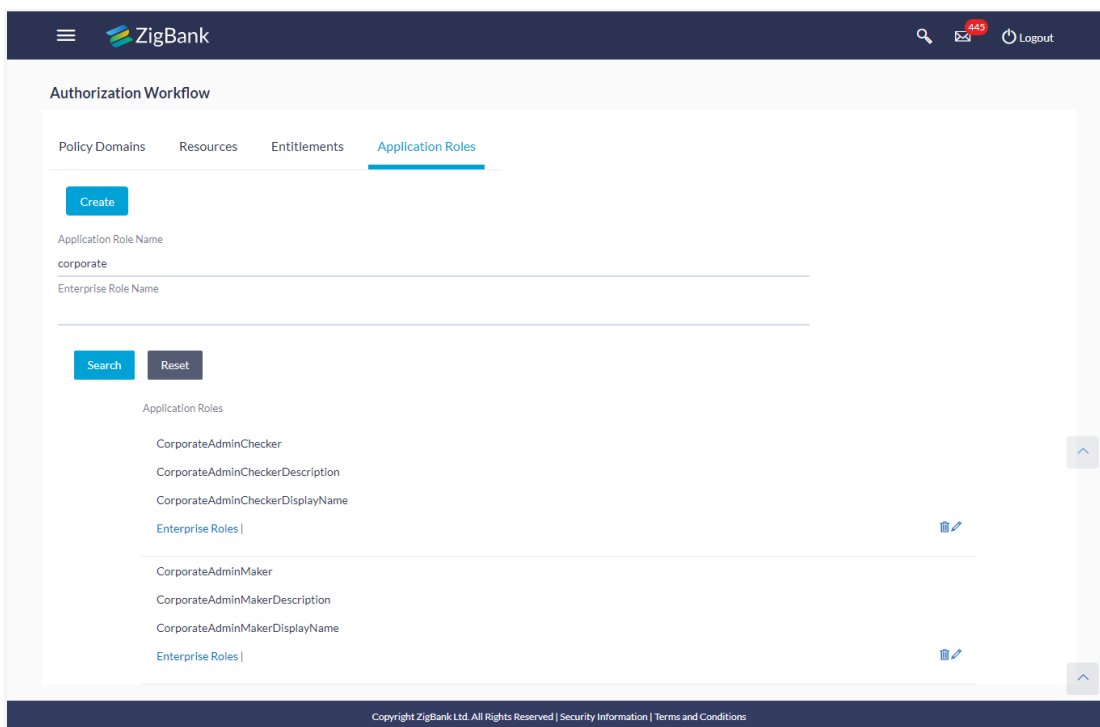 ZigBank
445
Logout
Authorization Workflow
Policy Domains Resources Entitlements Application Roles
Create
Application Role Name
corporate
Enterprise Role Name
Search Reset
Application Roles
CorporateAdminChecker
CorporateAdminCheckerDescription
CorporateAdminCheckerDisplayName
Enterprise Roles |
CorporateAdminMaker
CorporateAdminMakerDescription
CorporateAdminMakerDisplayName
Enterprise Roles |
Copyright ZigBank Ltd. All Rights Reserved | Security Information | Terms and Conditions